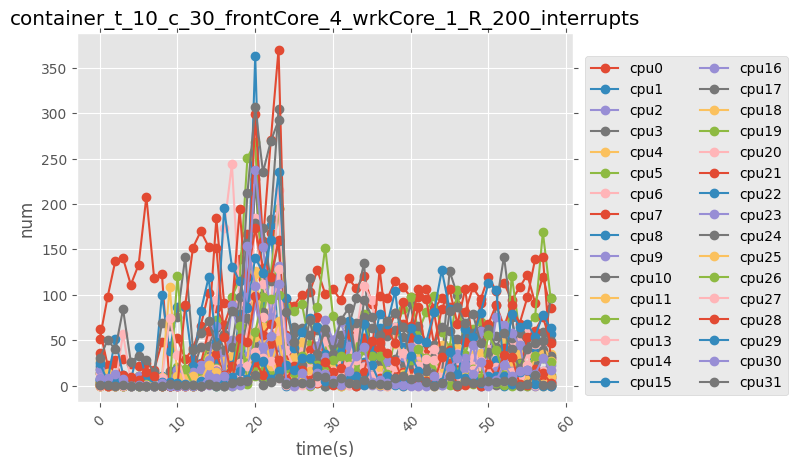 container_t_10_c_30_frontCore_4_wrkCore_1_R_200_interrupts
350
300
250
200
150
100
50
0
num
0
10
20
30
40
50
60
time(s)
cpu0
cpu1
cpu2
cpu3
cpu4
cpu5
cpu6
cpu7
cpu8
cpu9
cpu10
cpu11
cpu12
cpu13
cpu14
cpu15
cpu16
cpu17
cpu18
cpu19
cpu20
cpu21
cpu22
cpu23
cpu24
cpu25
cpu26
cpu27
cpu28
cpu29
cpu30
cpu31